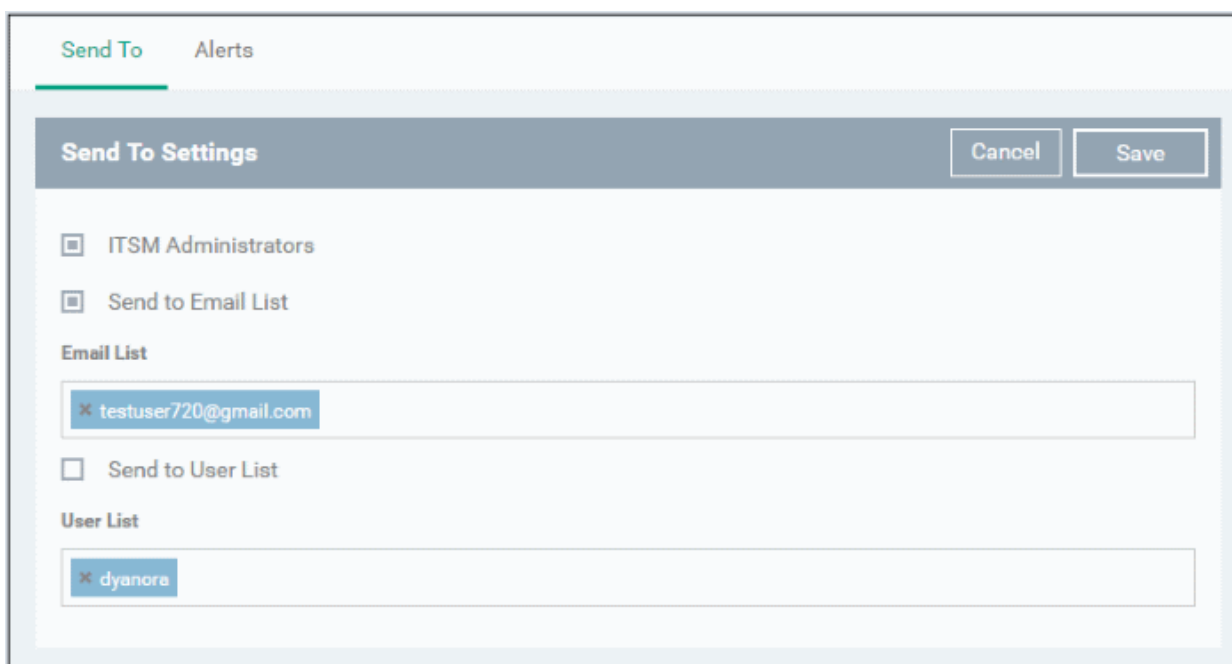 Send To Alerts
Send To Settings Cancel Save
ITSM Administrators
Send to Email List
Email List
testuser720@gmail.com
Send to User List
User List
dyanora